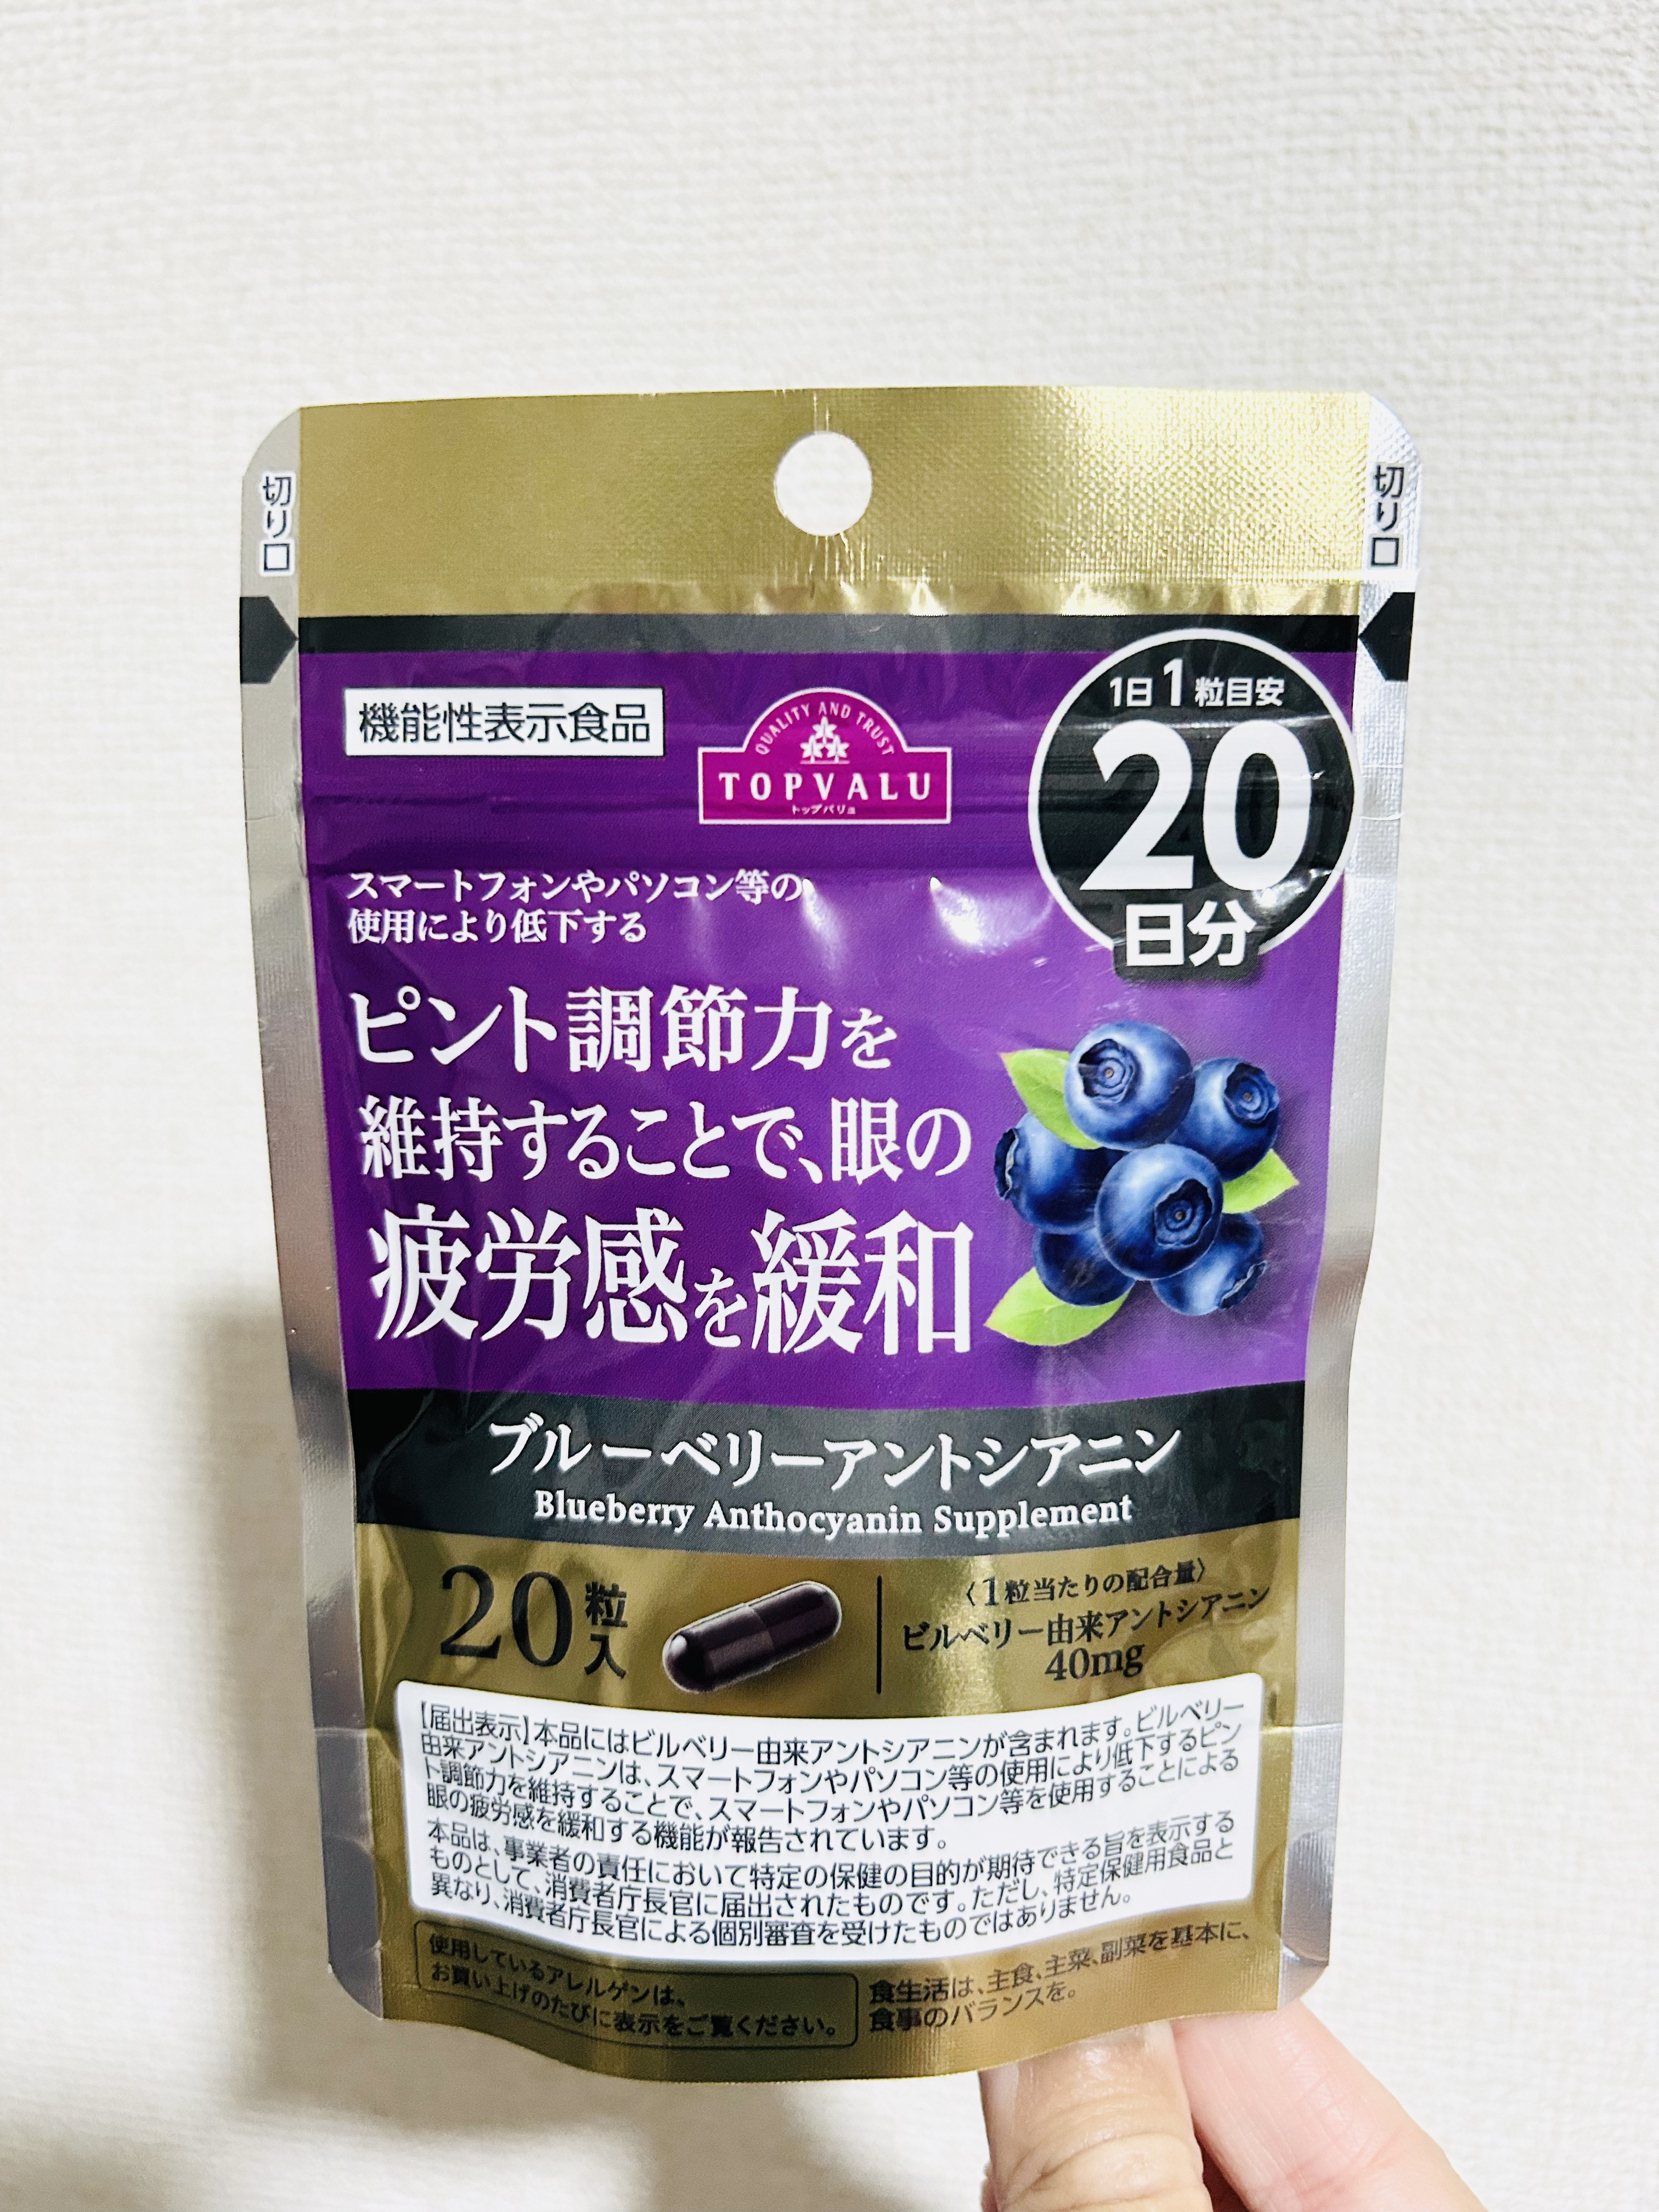 切り口
切り口
機能性表示食品
QUALITY AND TRUST
TOPVALU
トップバリュ
1日1粒目安
20
日分
スマートフォンやパソコン等の
使用により低下する
ピント調節力を
維持することで、眼の
疲労感を緩和
ブルーベリーアントシアニン
Blueberry Anthocyanin Supplement
20粒入
〈1粒当たりの配合量〉
ビルベリー由来アントシアニン
40mg
【届出表示】本品にはビルベリー由来アントシアニンが含まれます。ビルベリー
由来アントシアニンは、スマートフォンやパソコン等の使用により低下するピン
ト調節力を維持することで、スマートフォンやパソコン等を使用することによる
眼の疲労感を緩和する機能が報告されています。
本品は、事業者の責任において特定の保健の目的が期待できる旨を表示する
ものとして、消費者庁長官に届出されたものです。ただし、特定保健用食品と
異なり、消費者庁長官による個別審査を受けたものではありません。
使用しているアレルゲンは、
お買い上げのたびに表示をご覧ください。
食生活は、主食、主菜、副菜を基本に、
食事のバランスを。